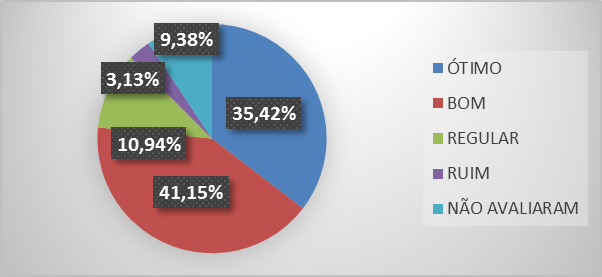 9,38%
3,13%
35,42%
10,94%
41,15%
ÓTIMO
BOM
REGULAR
RUIM
NÃO AVALIARAM